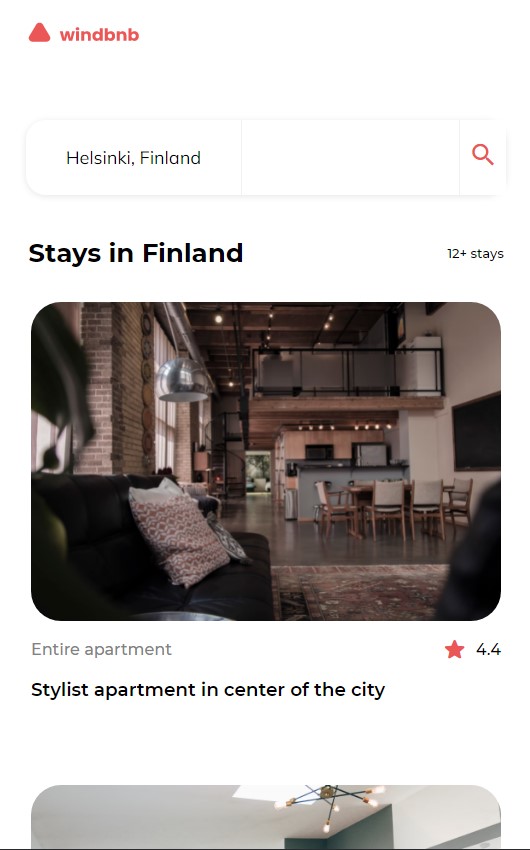 windbnb
Helsinki, Finland
Stays in Finland
12+ stays
Entire apartment
4.4
Stylist apartment in center of the city